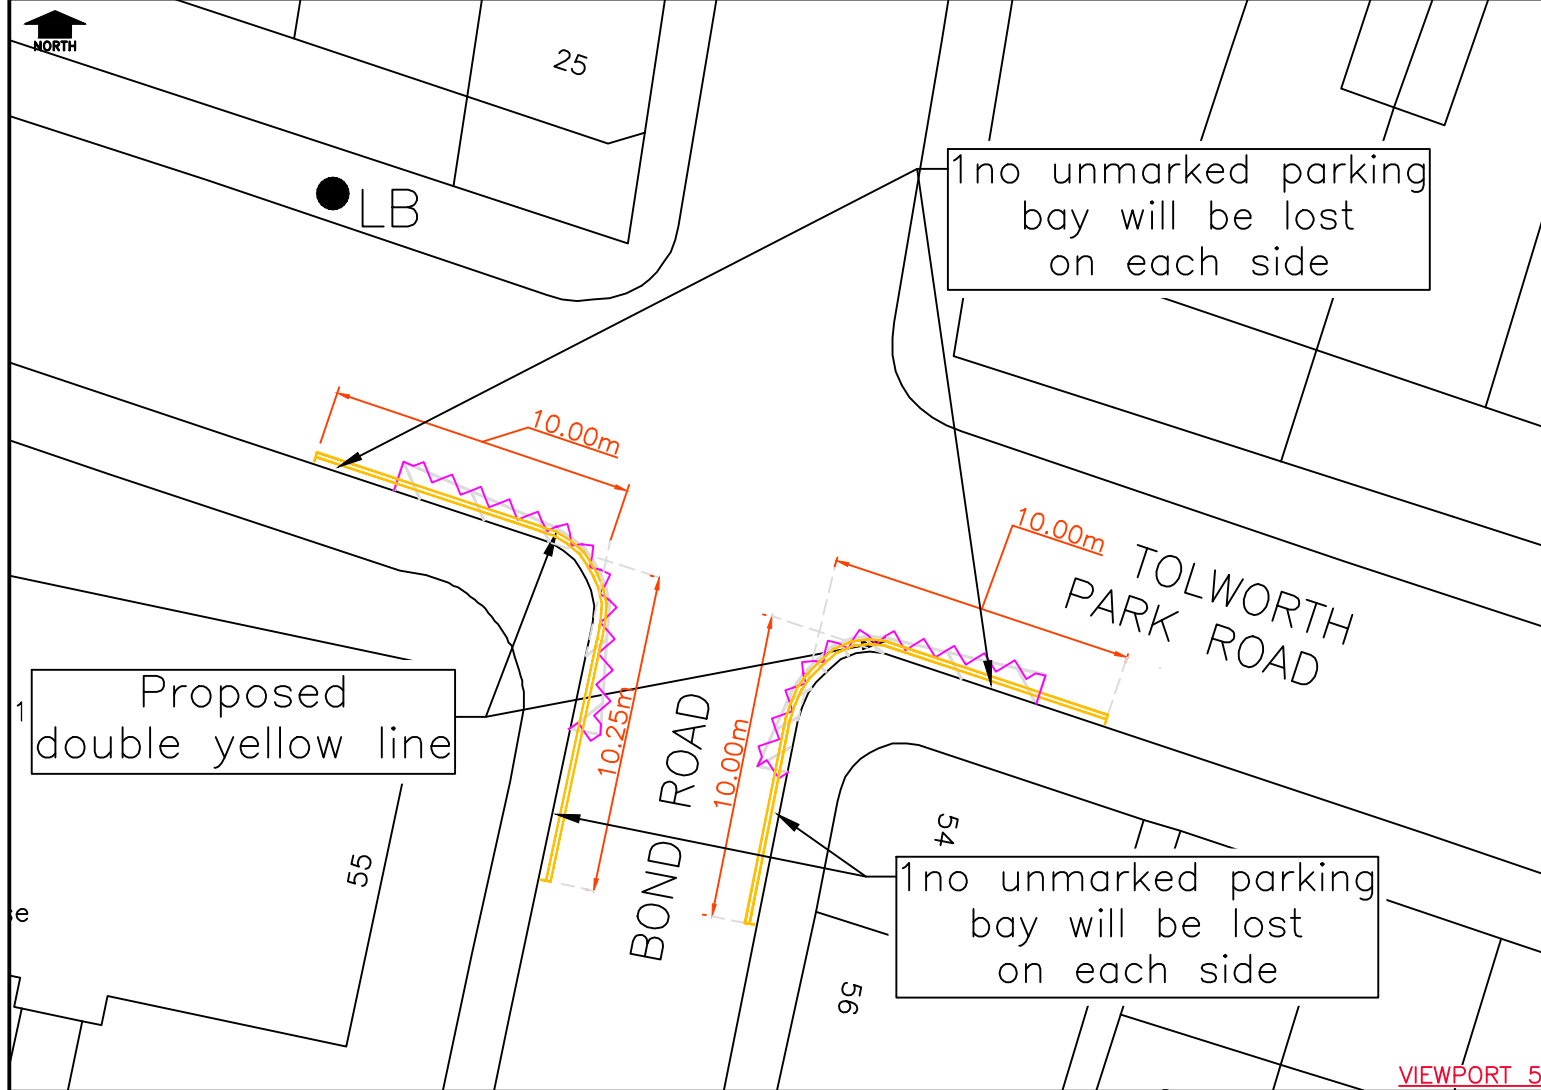 NORTH
25
LB
1no unmarked parking
bay will be lost
on each side
10.00m
10.00m
TOLWORTH
PARK ROAD
Proposed
double yellow line
1
10.25m
10.00m
BOND ROAD
54
55
1no unmarked parking
bay will be lost
on each side
se
56
VIEWPORT 5